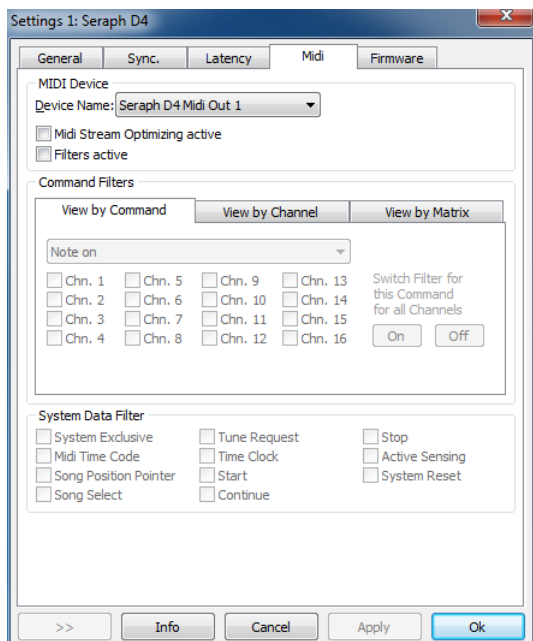 Settings 1: Seraph D4
General Sync. Latency Midi Firmware
MIDI Device
Device Name: Seraph D4 Midi Out 1
Midi Stream Optimizing active
Filters active
Command Filters
View by Command View by Channel View by Matrix
Note on
Chn. 1 Chn. 5 Chn. 9 Chn. 13 Switch Filter for
Chn. 2 Chn. 6 Chn. 10 Chn. 14 this Command
Chn. 3 Chn. 7 Chn. 11 Chn. 15 for all Channels
Chn. 4 Chn. 8 Chn. 12 Chn. 16 On Off
System Data Filter
System Exclusive Tune Request Stop
Midi Time Code Time Clock Active Sensing
Song Position Pointer Start System Reset
Song Select Continue
>> Info Cancel Apply Ok